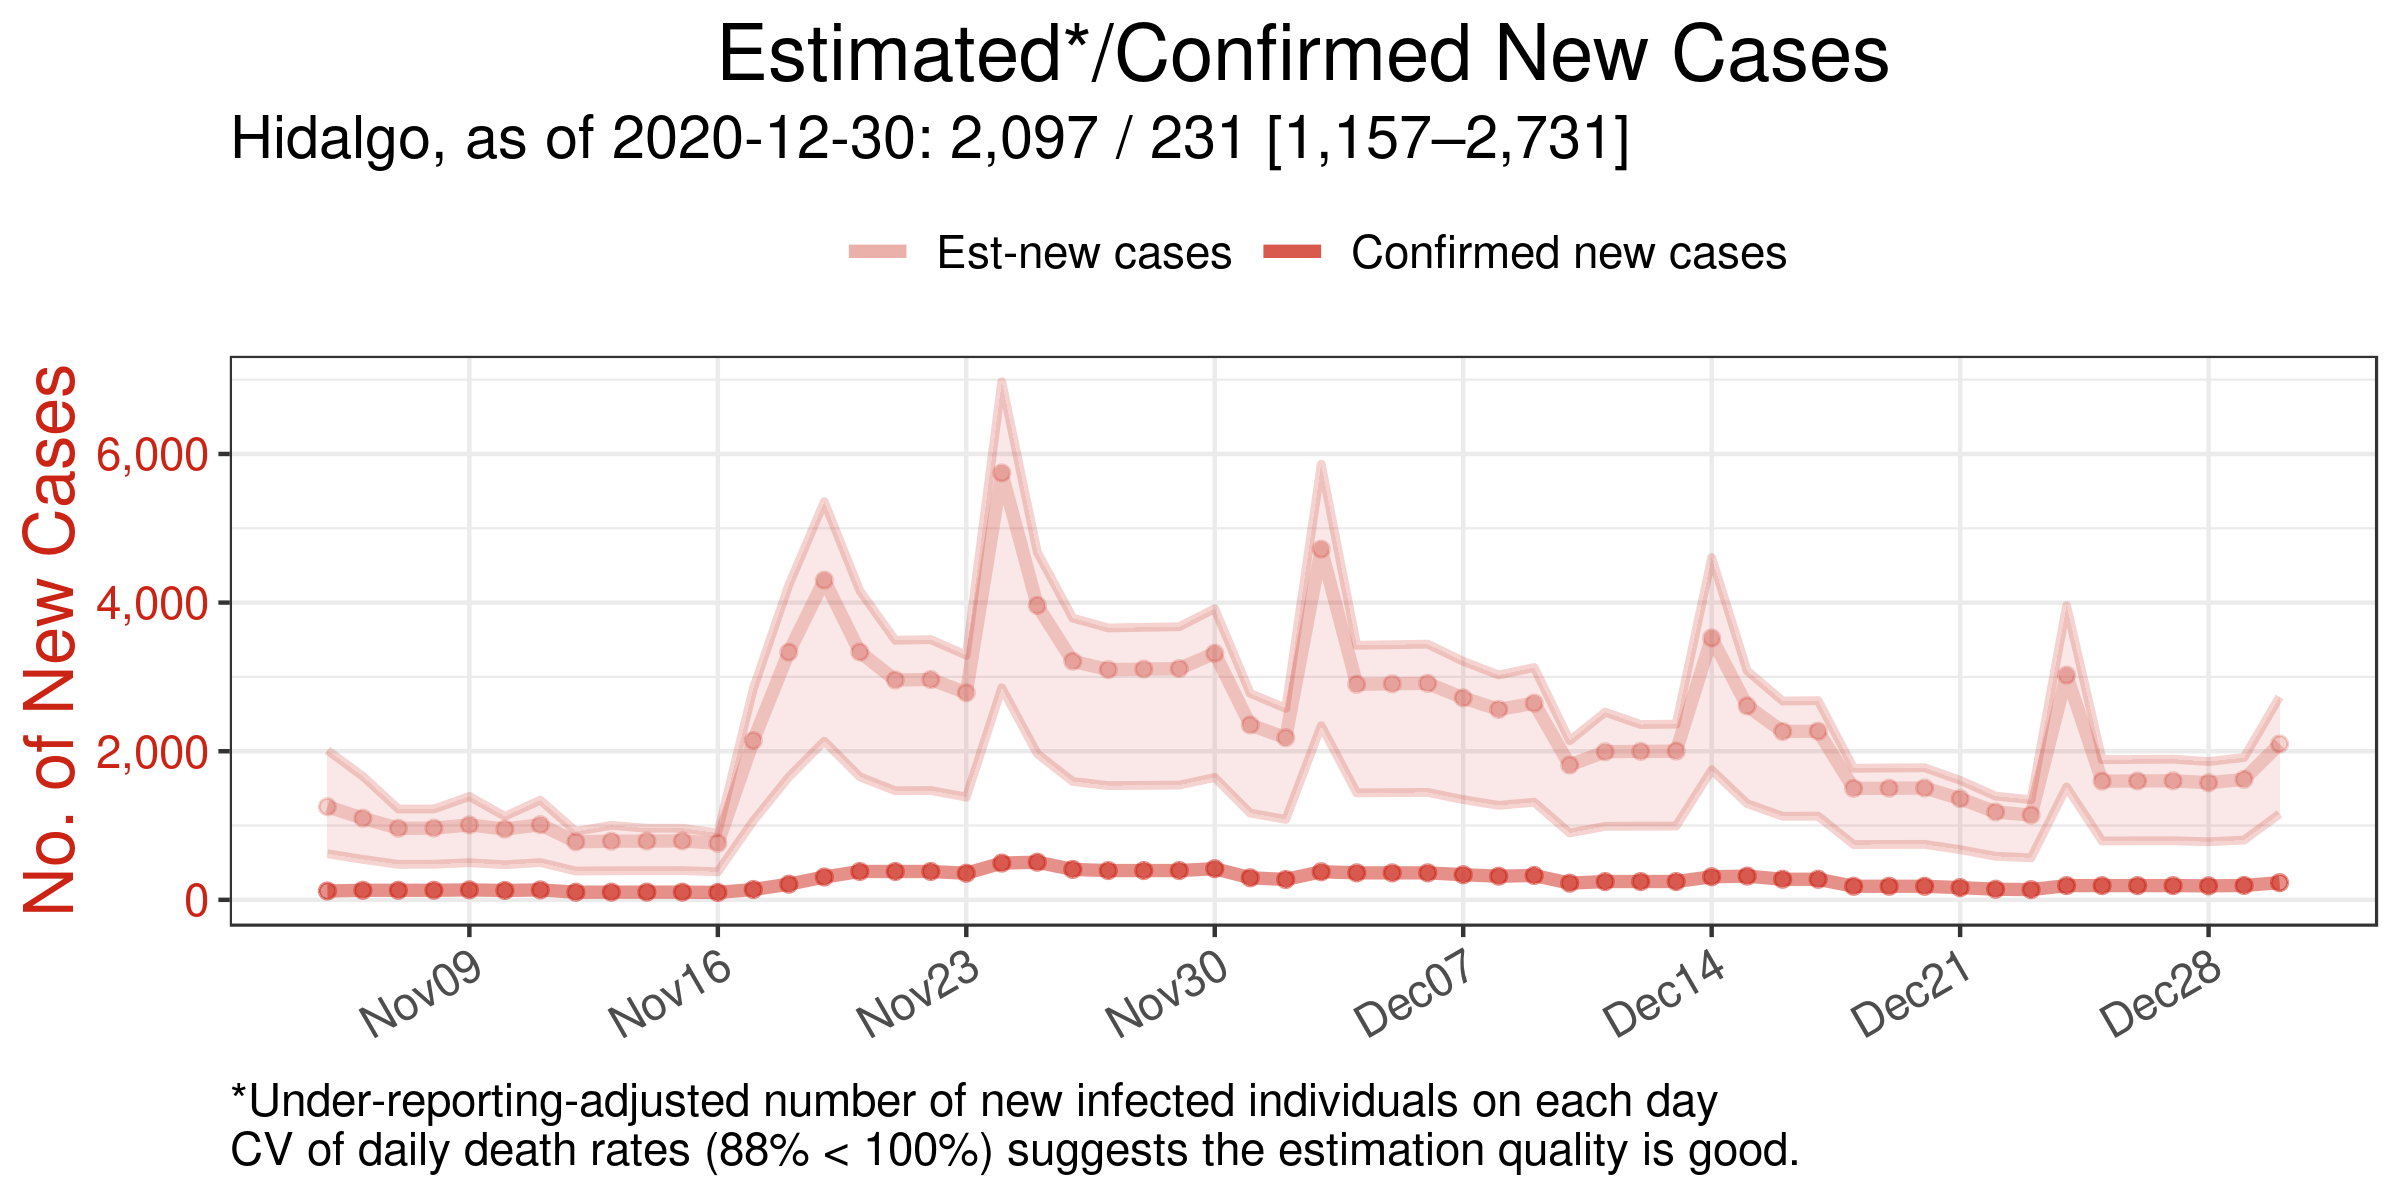 Estimated*/Confirmed New Cases
Hidalgo, as of 2020-12-30: 2,097 / 231 [1,157–2,731]
Est-new cases
Confirmed new cases
No. of New Cases
6,000
4,000
2,000
0
Nov09
Nov16
Nov23
Nov30
Dec07
Dec14
Dec21
Dec28
*Under-reporting-adjusted number of new infected individuals on each day
CV of daily death rates (88% < 100%) suggests the estimation quality is good.